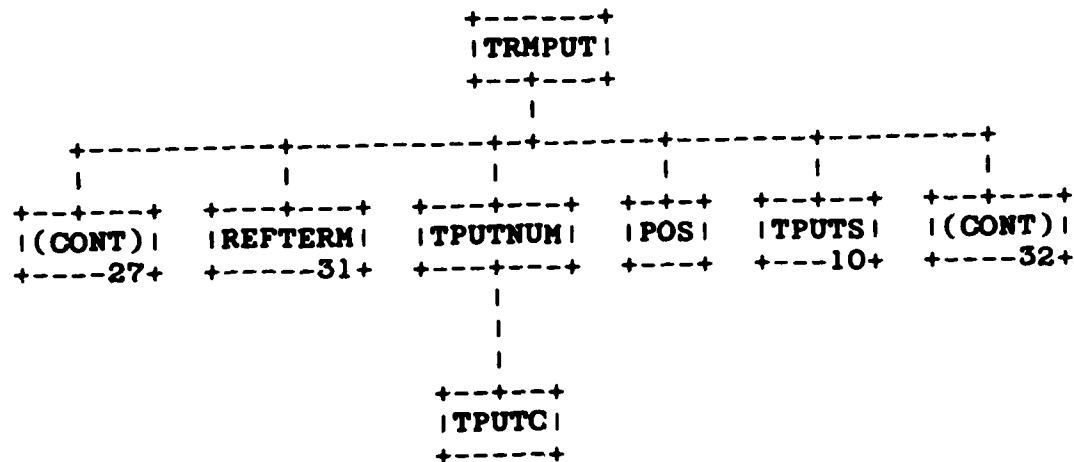 +--------+
|TRMPUT|
+--+----+
|
+-----------+-----------+-+-------+--------+---------+
| | | | | |
+--+----+ +---+---+ +---+---+ +-+-+ +--+---+ +--+----+
|(CONT)| |REFTERM| |TPUTNUM| |POS| |TPUTS| |(CONT)|
+----27+ +-----31+ +---+---+ +---+ +---10+ +----32+
|
|
|
+--+--+
|TPUTC|
+-----+